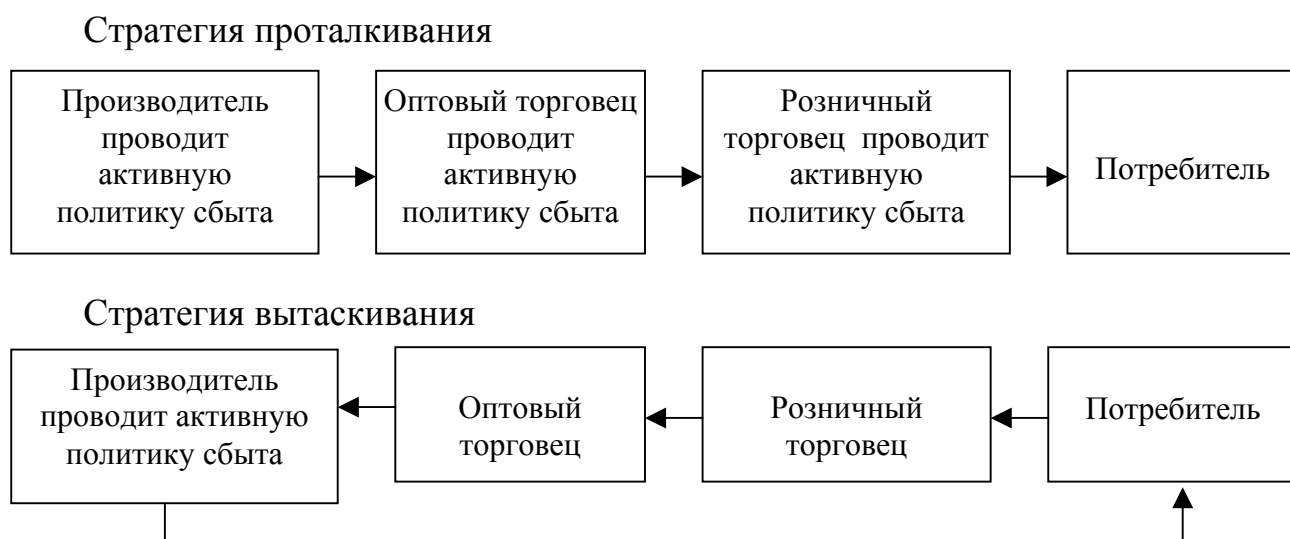 Стратегия проталкивания
Производитель
проводит
активную
политику сбыта
Оптовый торговец
проводит
активную
политику сбыта
Розничный
торговец  проводит
активную
политику сбыта
Потребитель
Стратегия вытаскивания
Производитель
проводит активную
политику сбыта
Оптовый
торговец
Розничный
торговец
Потребитель